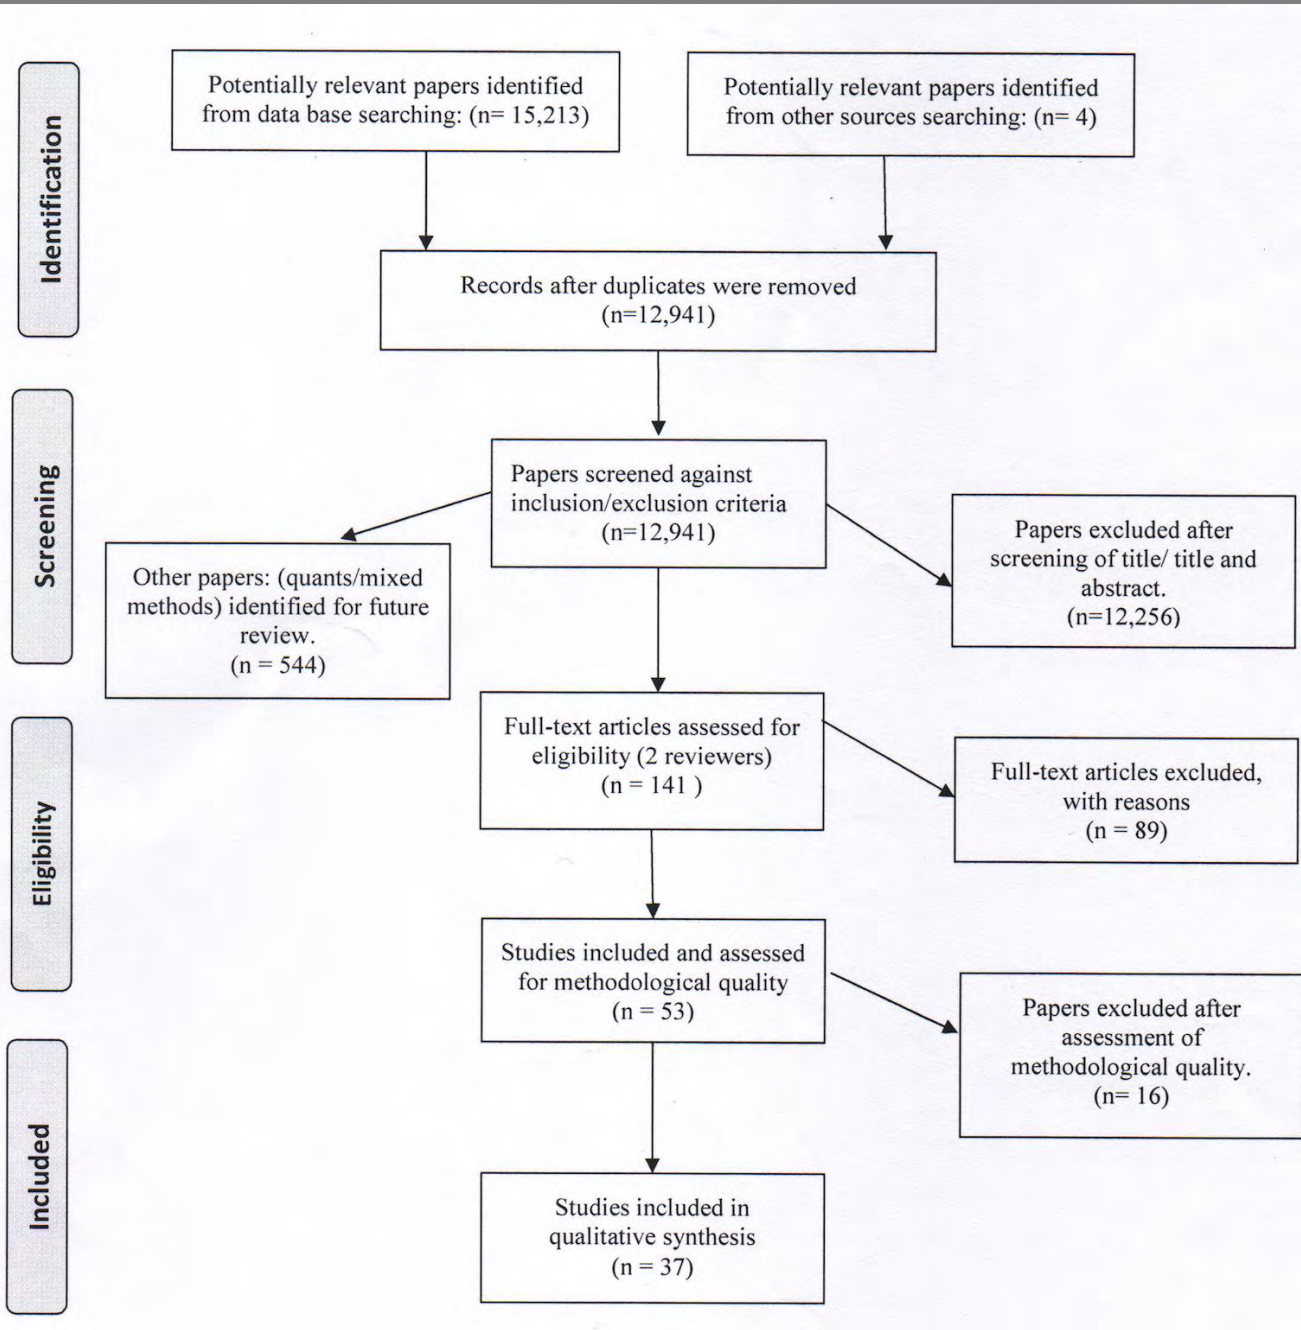 Identification
Potentially relevant papers identified
from data base searching: (n= 15,213)
Potentially relevant papers identified
from other sources searching: (n= 4)
Records after duplicates were removed
(n=12,941)
Screening
Papers screened against
inclusion/exclusion criteria
(n=12,941)
Other papers: (quants/mixed
methods) identified for future
review.
(n = 544)
Papers excluded after
screening of title/ title and
abstract.
(n=12,256)
Eligibility
Full-text articles assessed for
eligibility (2 reviewers)
(n = 141 )
Full-text articles excluded,
with reasons
(n = 89)
Studies included and assessed
for methodological quality
(n = 53)
Papers excluded after
assessment of
methodological quality.
(n= 16)
Included
Studies included in
qualitative synthesis
(n = 37)